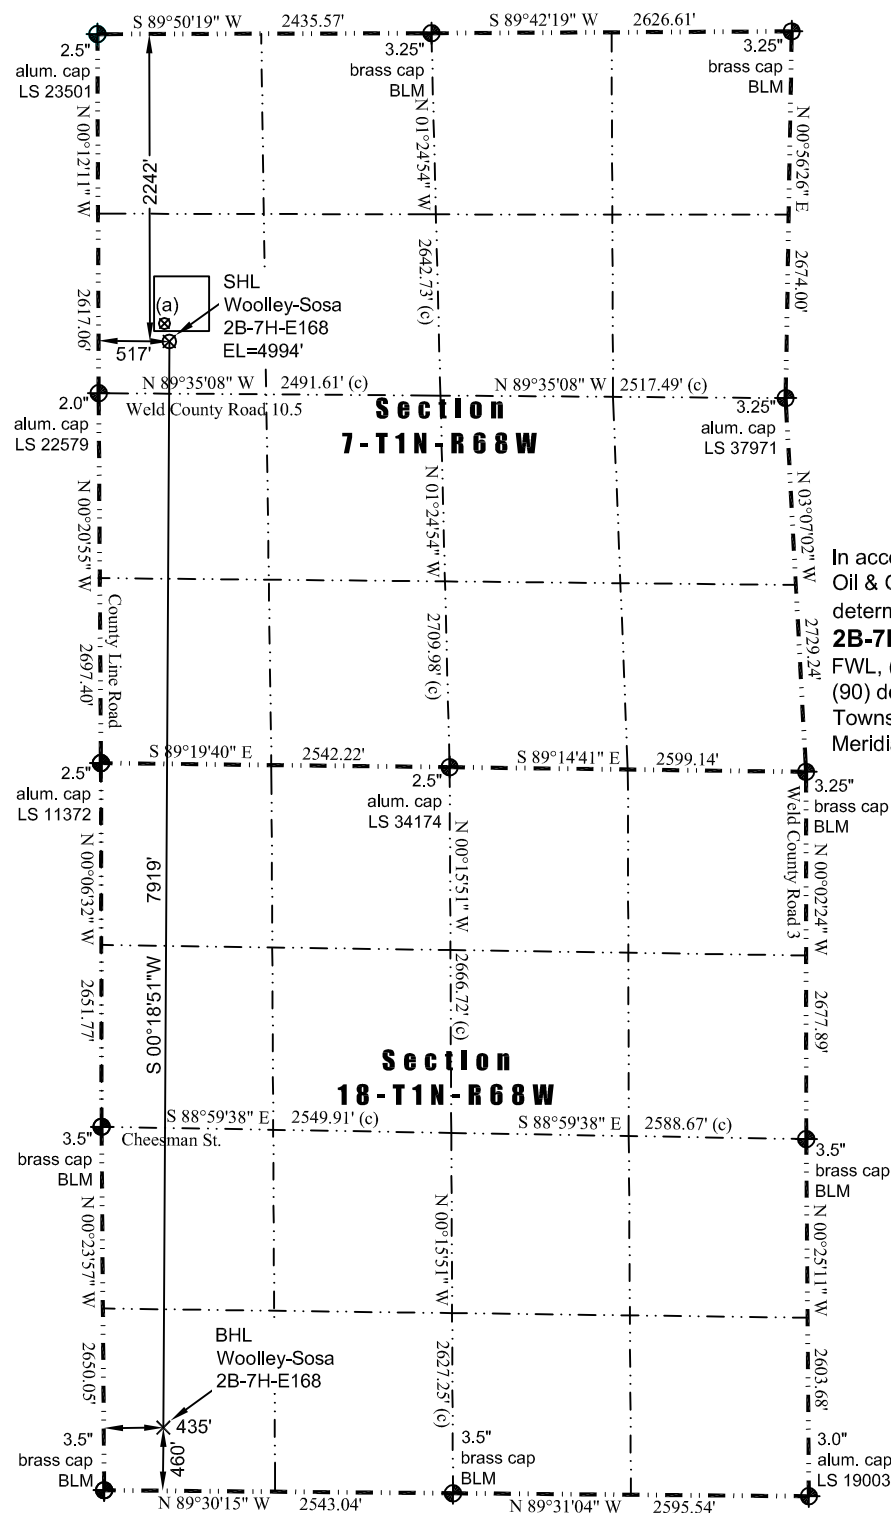 S 89°50'19" W 2435.57'
S 89°42'19" W 2626.61'
2.5"
alum. cap
LS 23501
3.25"
brass cap
BLM
3.25"
brass cap
BLM
N 00°12'11" W
2617.06'
2242'
N 01°24'54" W
2642.73' (c)
N 00°56'26" E
2674.00'
(a)
SHL
Woolley-Sosa
2B-7H-E168
EL=4994'
517'
N 89°35'08" W 2491.61' (c)
N 89°35'08" W 2517.49' (c)
2.0"
alum. cap
LS 22579
Weld County Road 10.5
Section
7-T1N-R68W
3.25"
alum. cap
LS 37971
N 00°20'55" W
2697.40'
County Line Road
N 01°24'54" W
2709.98' (c)
N 03°07'02" W
2729.24'
In acco
Oil & G
determ
2B-7
FWL, (
(90) de
Towns
Meridi
S 89°19'40" E 2542.22'
S 89°14'41" E 2599.14'
2.5"
alum. cap
LS 11372
2.5"
alum. cap
LS 34174
3.25"
brass cap
BLM
N 00°06'32" W
2651.77'
7919'
S 00°18'51"W
N 00°15'51" W
2666.72' (c)
Weld County Road 3
N 00°02'24" W
2677.89'
Section
18-T1N-R68W
S 88°59'38" E 2549.91' (c)
S 88°59'38" E 2588.67' (c)
3.5"
brass cap
BLM
Cheesman St.
3.5"
brass cap
BLM
N 00°23'57" W
2650.05'
N 00°15'51" W
2627.25' (c)
N 00°25'11" W
2603.68'
BHL
Woolley-Sosa
2B-7H-E168
435'
460'
3.5"
brass cap
BLM
3.5"
brass cap
BLM
3.0"
alum. cap
LS 19003
N 89°30'15" W 2543.04'
N 89°31'04" W 2595.54'